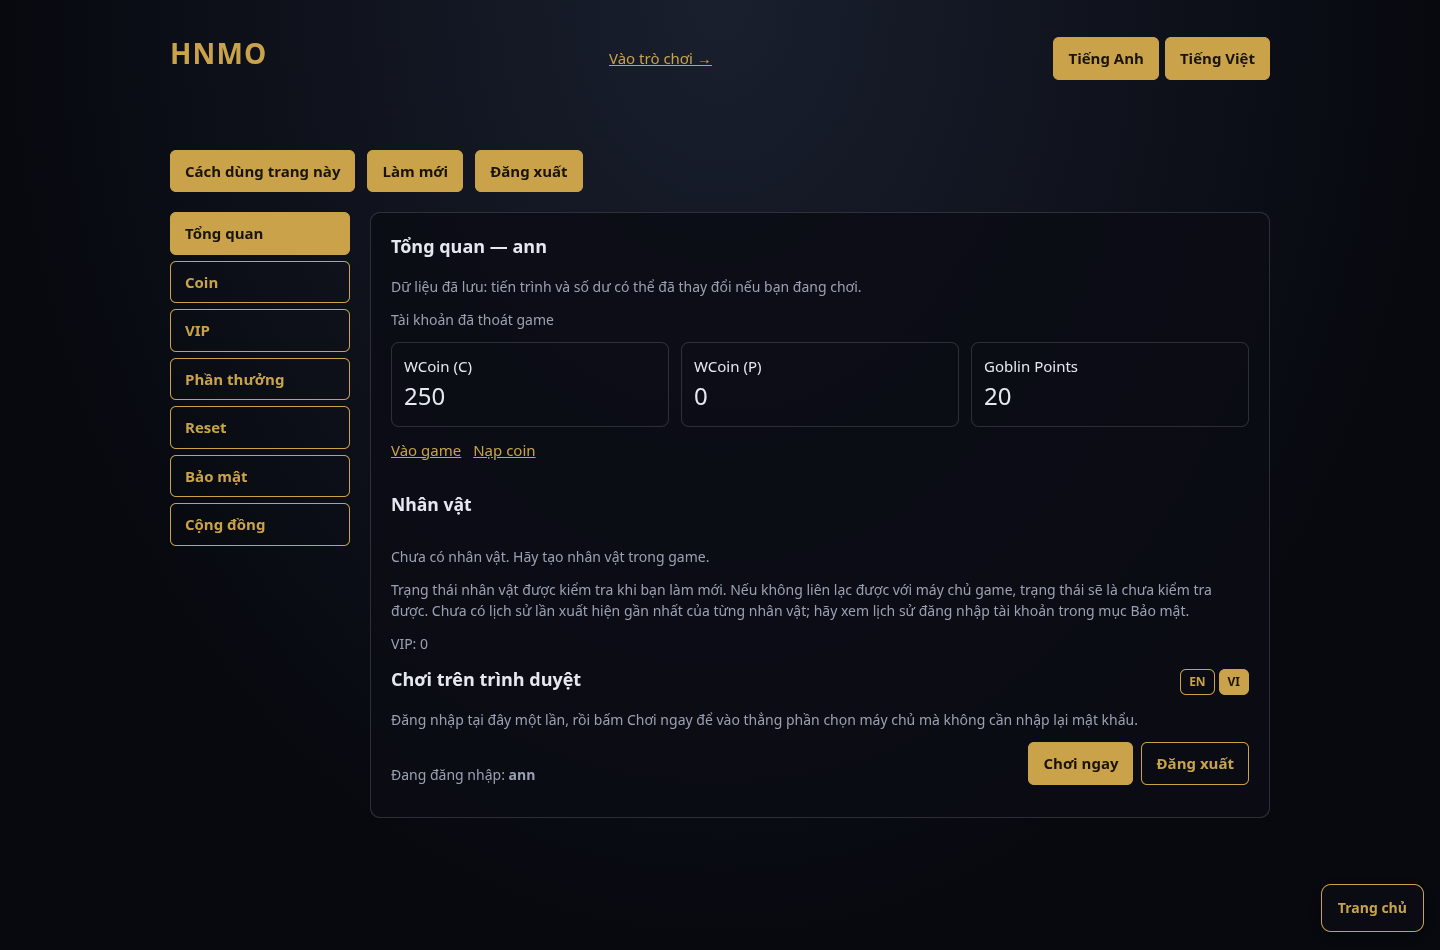 HNMO
Vào trò chơi →
Tiếng Anh
Tiếng Việt
Cách dùng trang này
Làm mới
Đăng xuất
Tổng quan
Coin
VIP
Phần thưởng
Reset
Bảo mật
Cộng đồng
Tổng quan — ann
Dữ liệu đã lưu: tiến trình và số dư có thể đã thay đổi nếu bạn đang chơi.
Tài khoản đã thoát game
WCoin (C)
250
WCoin (P)
0
Goblin Points
20
Vào game
Nạp coin
Nhân vật
Chưa có nhân vật. Hãy tạo nhân vật trong game.
Trạng thái nhân vật được kiểm tra khi bạn làm mới. Nếu không liên lạc được với máy chủ game, trạng thái sẽ là chưa kiểm tra
được. Chưa có lịch sử lần xuất hiện gần nhất của từng nhân vật; hãy xem lịch sử đăng nhập tài khoản trong mục Bảo mật.
VIP: 0
Chơi trên trình duyệt
EN
VI
Đăng nhập tại đây một lần, rồi bấm Chơi ngay để vào thẳng phần chọn máy chủ mà không cần nhập lại mật khẩu.
Đang đăng nhập: ann
Chơi ngay
Đăng xuất
Trang chủ